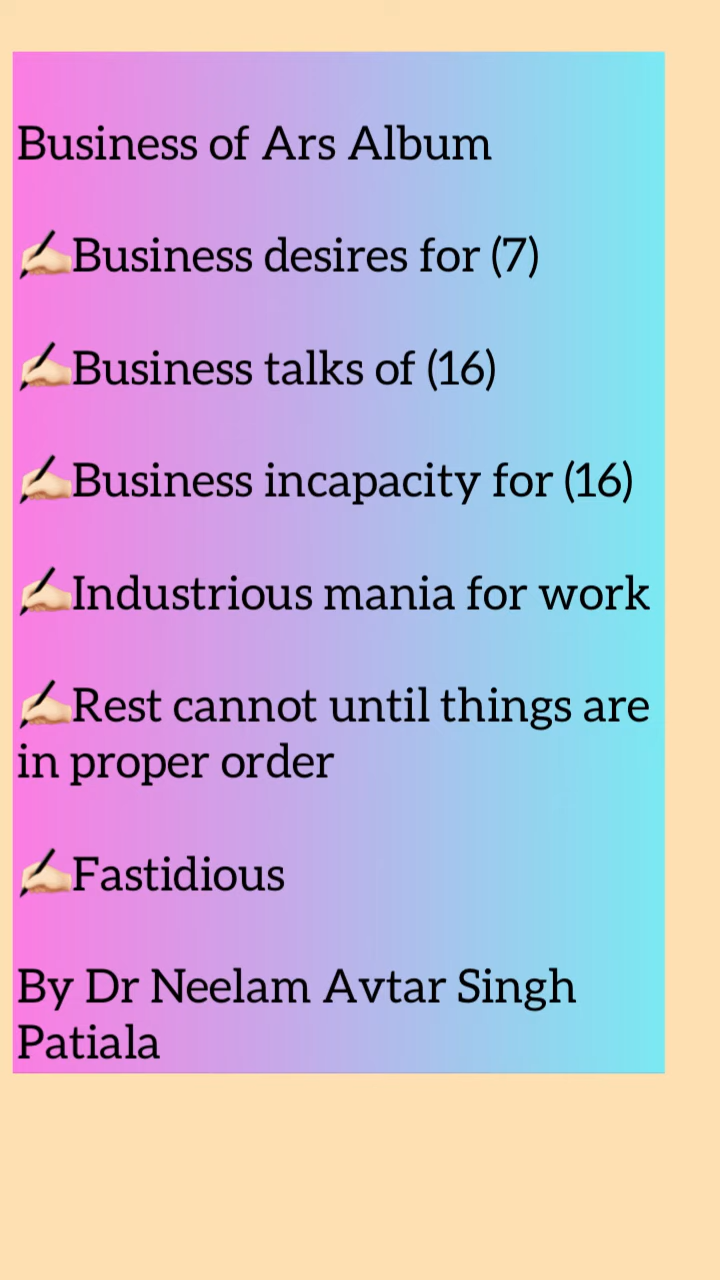 Business of Ars Album
✍🏻Business desires for (7)
✍🏻Business talks of (16)
✍🏻Business incapacity for (16)
✍🏻Industrious mania for work
✍🏻Rest cannot until things are
in proper order
✍🏻Fastidious
By Dr Neelam Avtar Singh
Patiala